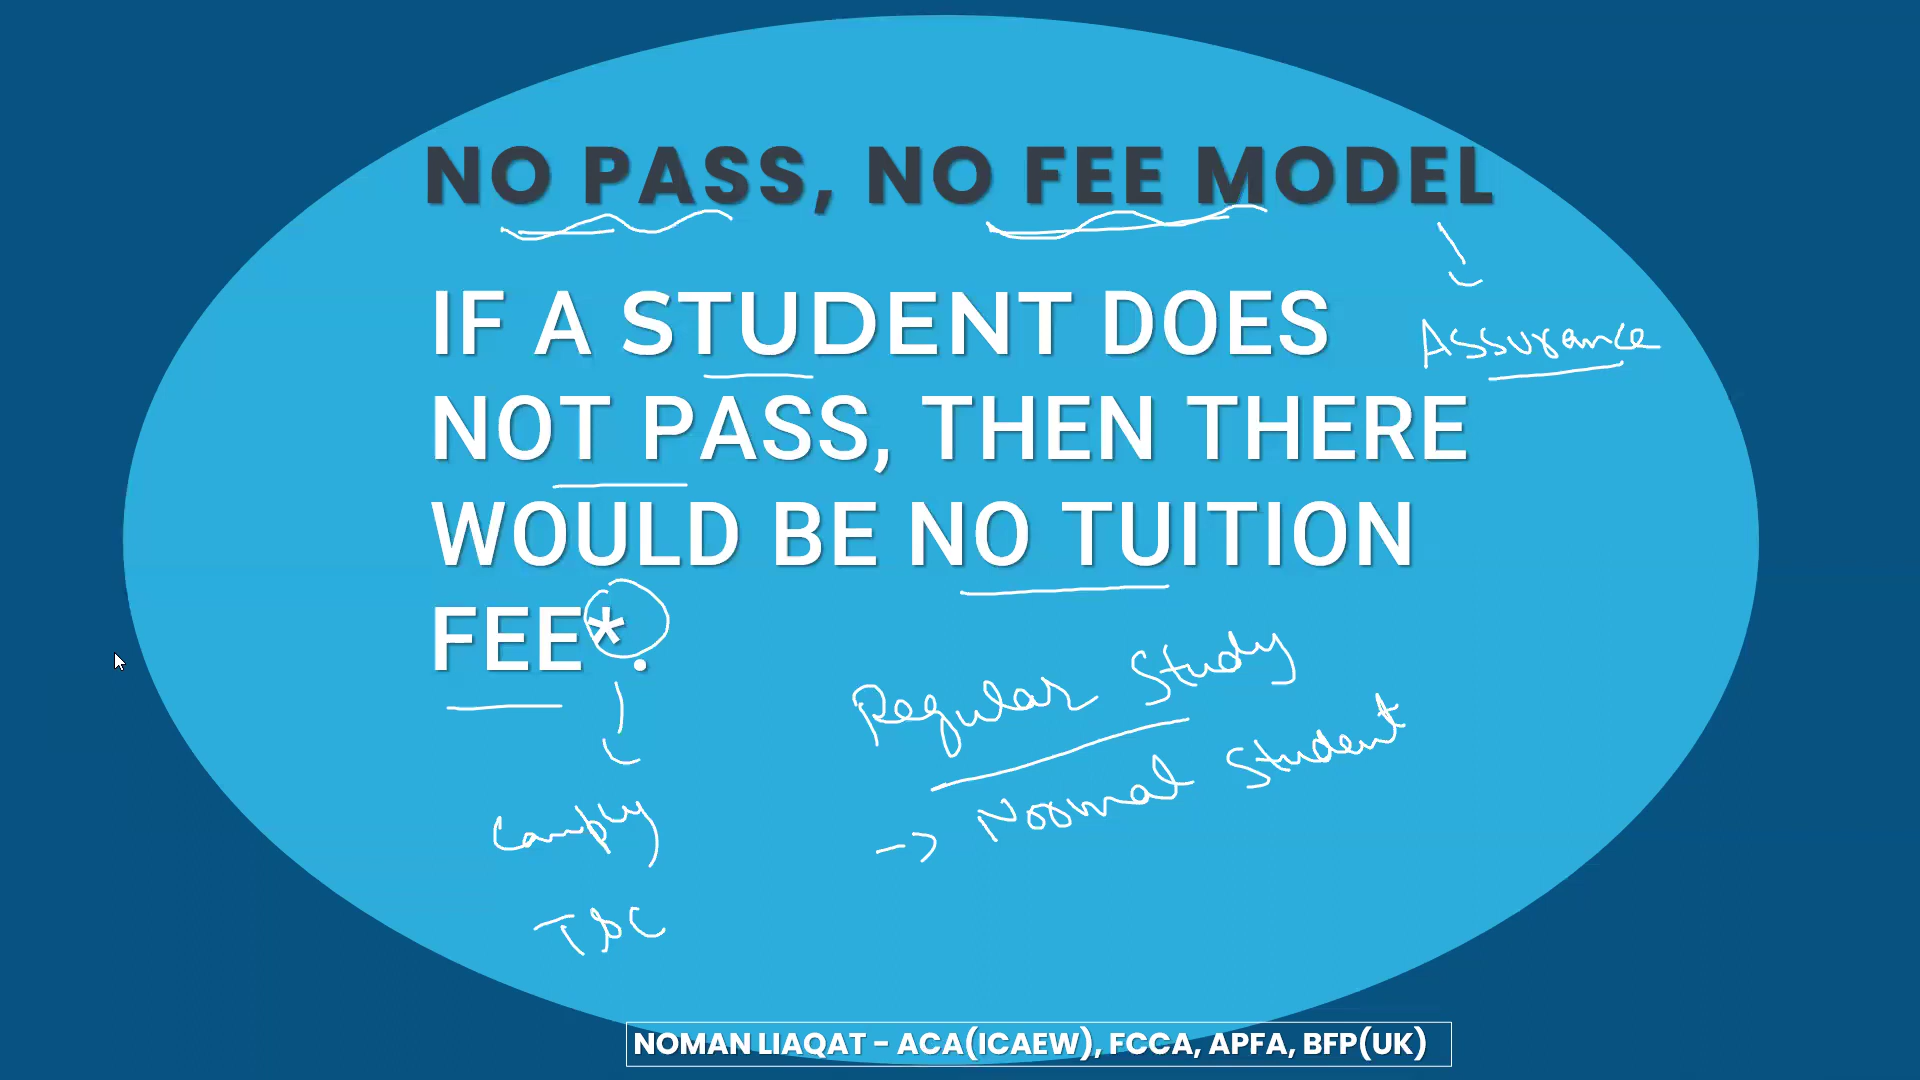 NO PASS, NO FEE MODEL
IF A STUDENT DOES
NOT PASS, THEN THERE
WOULD BE NO TUITION
FEE*.
Assurance
Regular Study
→ Normal Student
Comply
T&C
NOMAN LIAQAT – ACA(ICAEW), FCCA, APFA, BFP(UK)